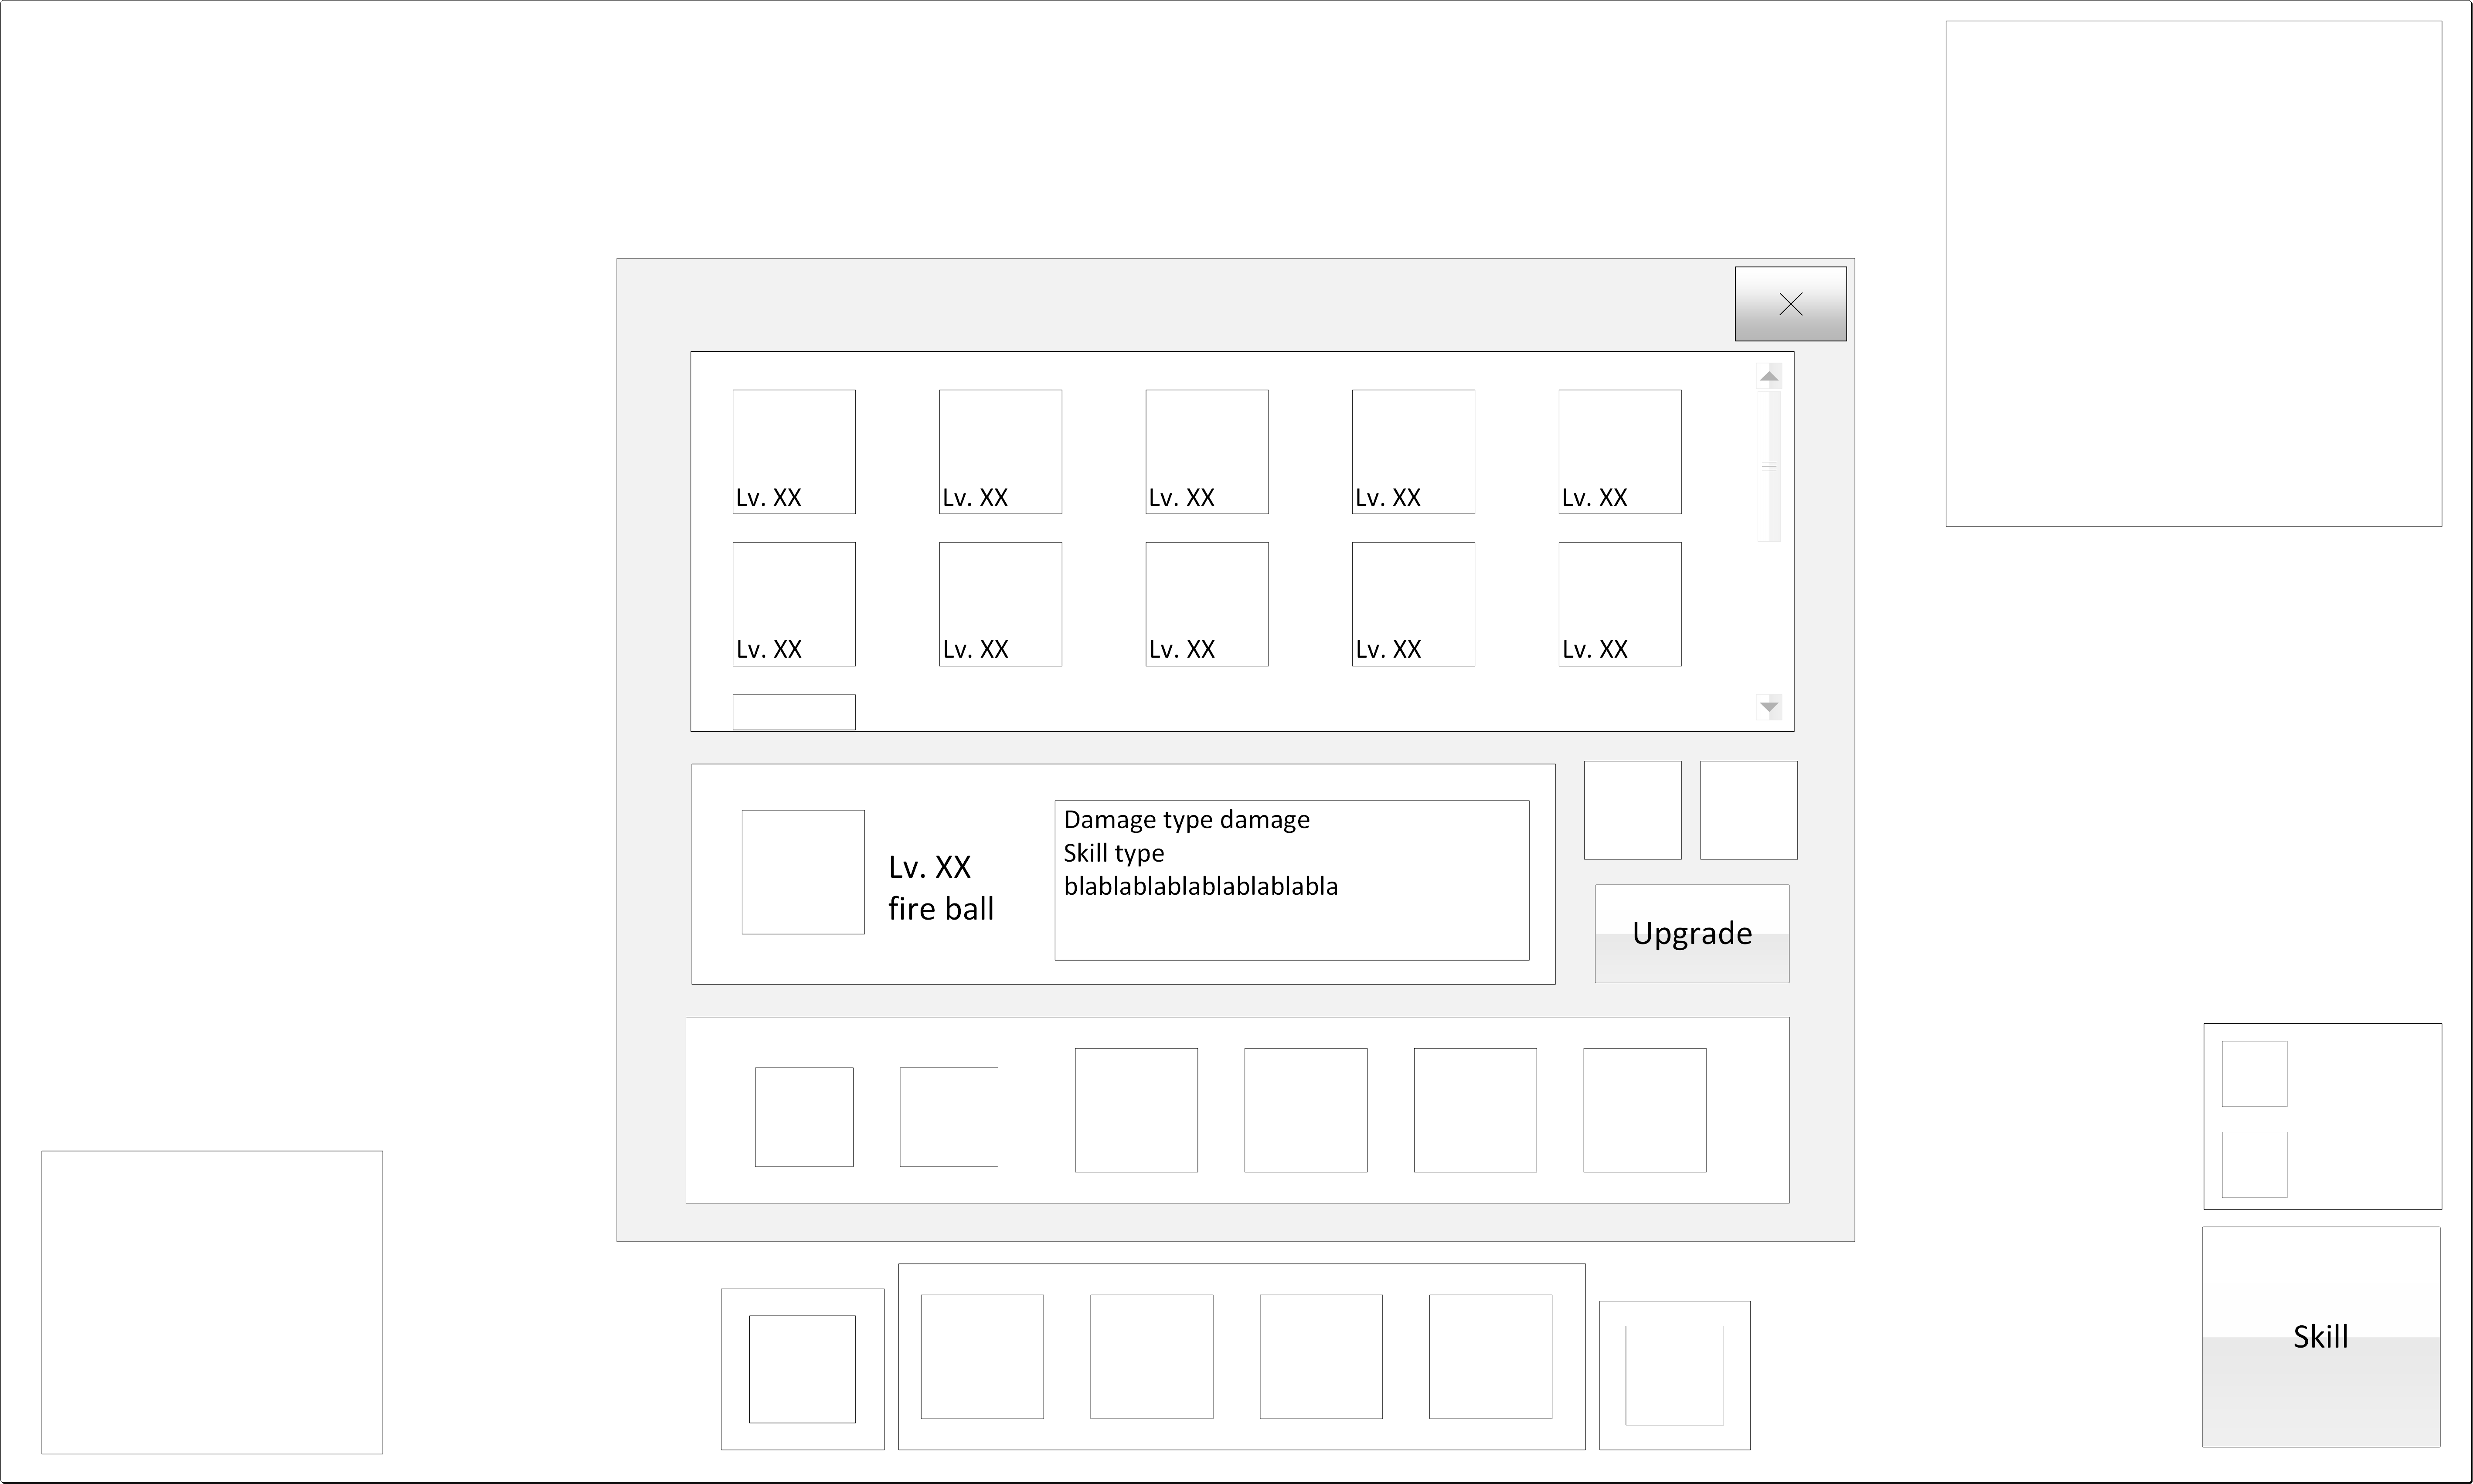 Lv. XX
Lv. XX
Lv. XX
Lv. XX
Lv. XX
Lv. XX
Lv. XX
Lv. XX
Lv. XX
Lv. XX
Lv. XX
fire ball
Damage type damage
Skill type
blablablablablablablabla
Upgrade
Skill